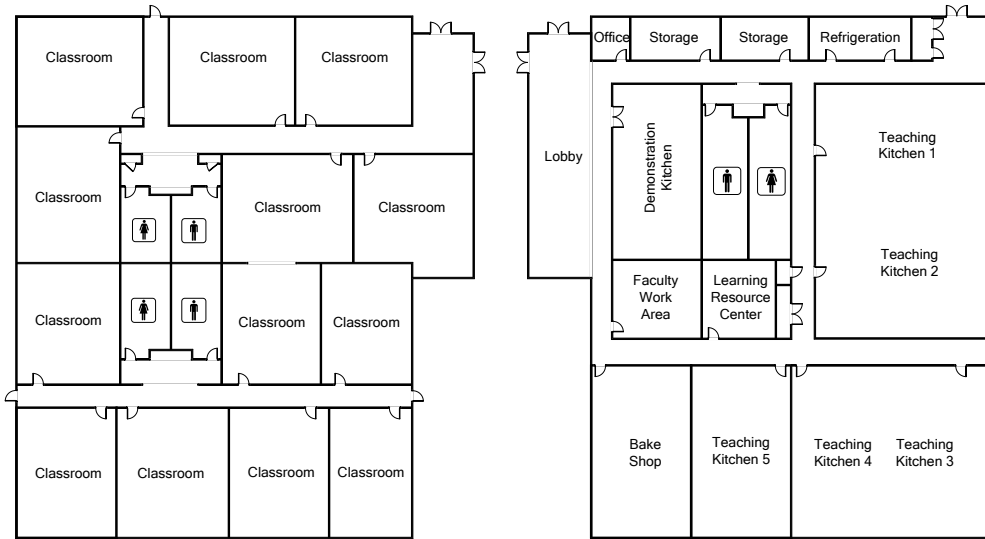 Classroom
Classroom
Classroom
Classroom
Classroom
Classroom
Classroom
Classroom
Classroom
Classroom
Classroom
Classroom
Classroom
Office
Storage
Storage
Refrigeration
Lobby
Demonstration
Kitchen
Teaching
Kitchen 1
Teaching
Kitchen 2
Faculty
Work
Area
Learning
Resource
Center
Bake
Shop
Teaching
Kitchen 5
Teaching
Kitchen 4
Teaching
Kitchen 3